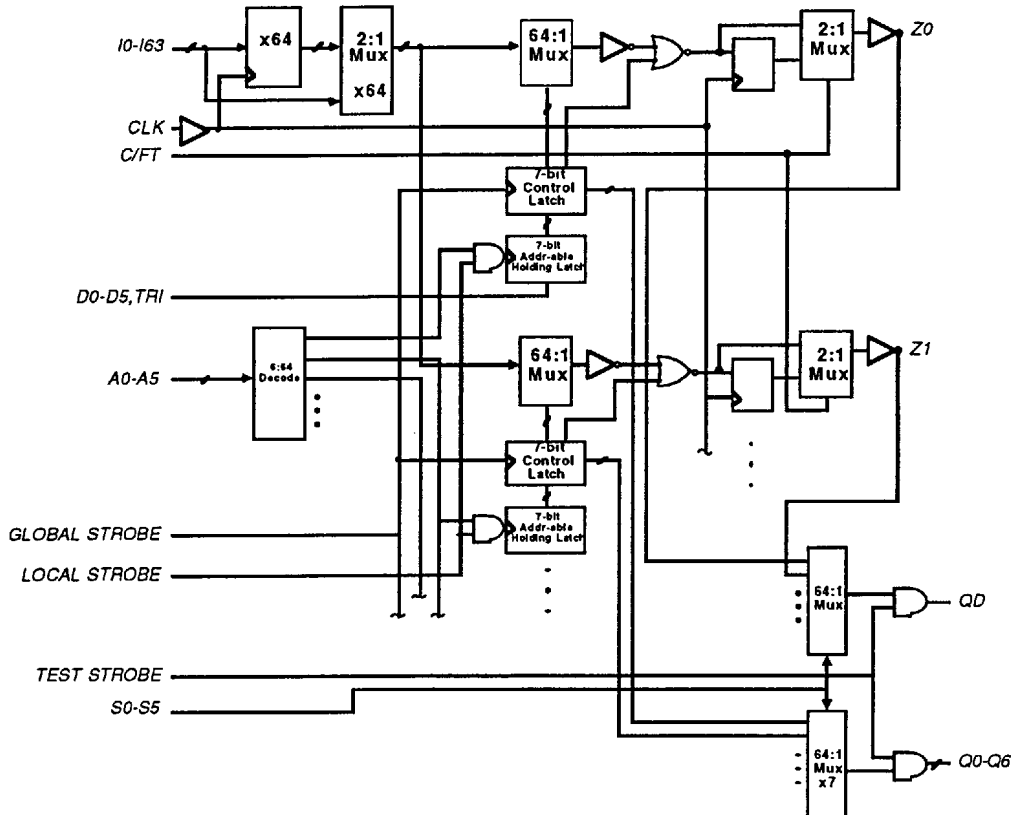 I0-I63
x64
2:1
Mux
x64
64:1
Mux
2:1
Mux
Z0
CLK
C/FT
7-bit
Control
Latch
7-bit
Addr-able
Holding Latch
D0-D5,TRI
A0-A5
6:64
Decode
64:1
Mux
2:1
Mux
Z1
7-bit
Control
Latch
7-bit
Addr-able
Holding Latch
GLOBAL STROBE
LOCAL STROBE
64:1
Mux
QD
TEST STROBE
S0-S5
64:1
Mux
x7
Q0-Q6